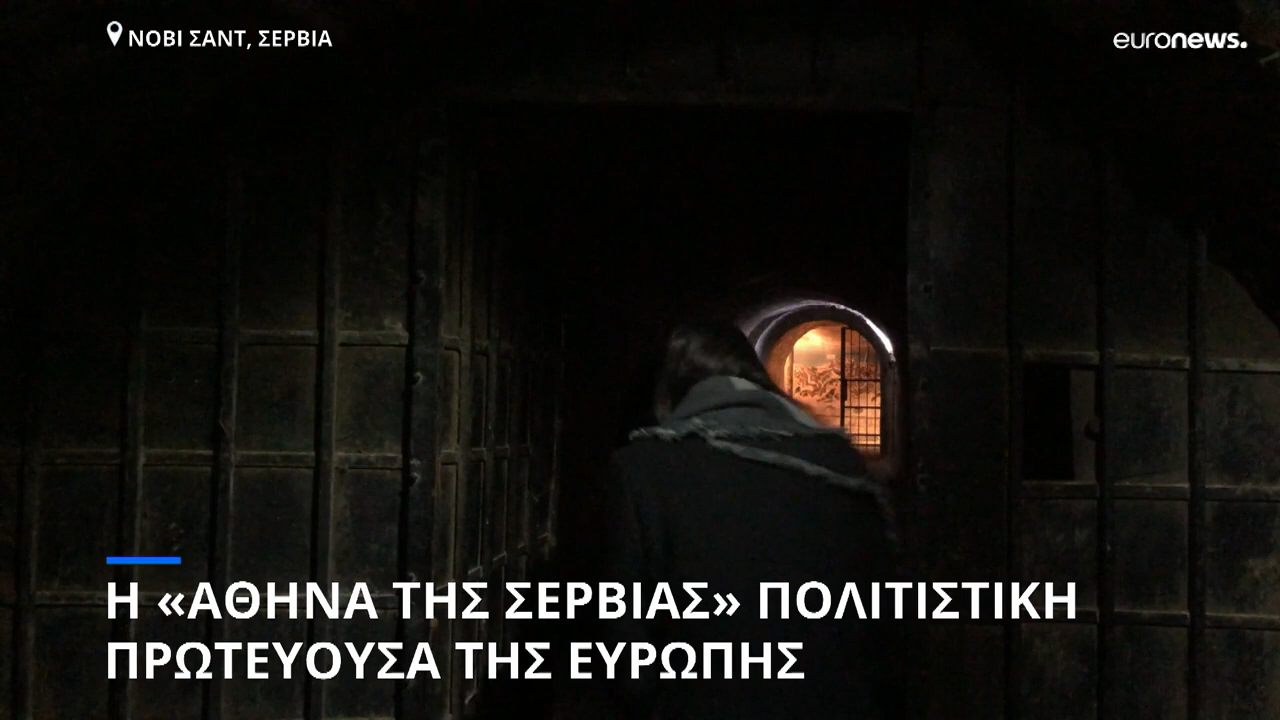 ΝΟΒΙ ΣΑΝΤ, ΣΕΡΒΙΑ
euronews.
Η «ΑΘΗΝΑ ΤΗΣ ΣΕΡΒΙΑΣ» ΠΟΛΙΤΙΣΤΙΚΗ
ΠΡΩΤΕΥΟΥΣΑ ΤΗΣ ΕΥΡΩΠΗΣ